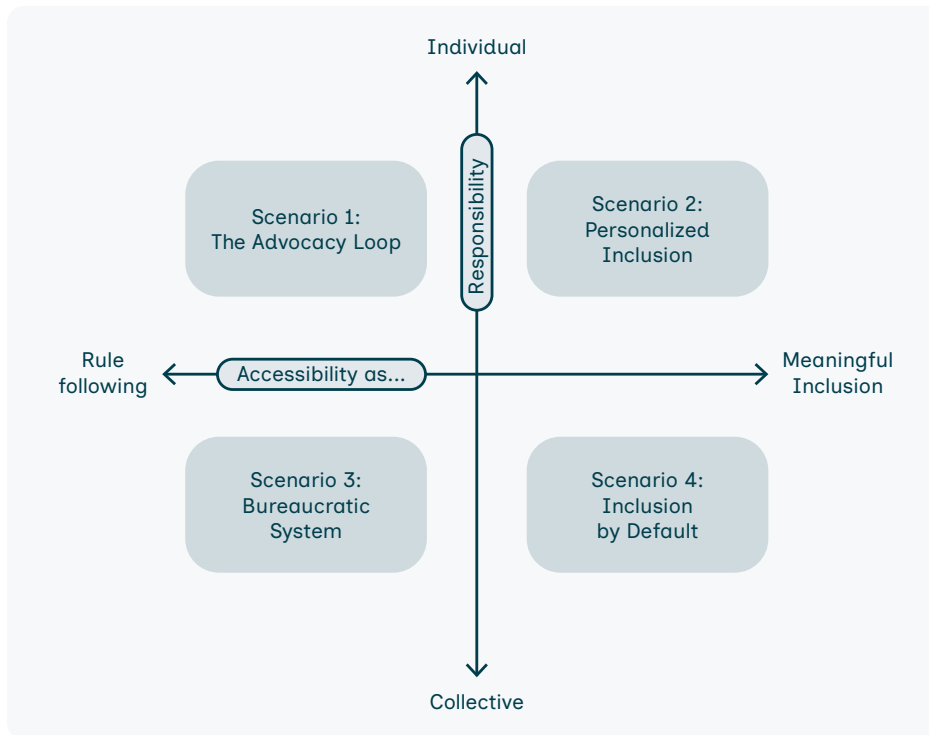 Individual
Responsibility
Scenario 1:
The Advocacy Loop
Scenario 2:
Personalized
Inclusion
Rule
following
Accessibility as...
Meaningful
Inclusion
Scenario 3:
Bureaucratic
System
Scenario 4:
Inclusion
by Default
Collective